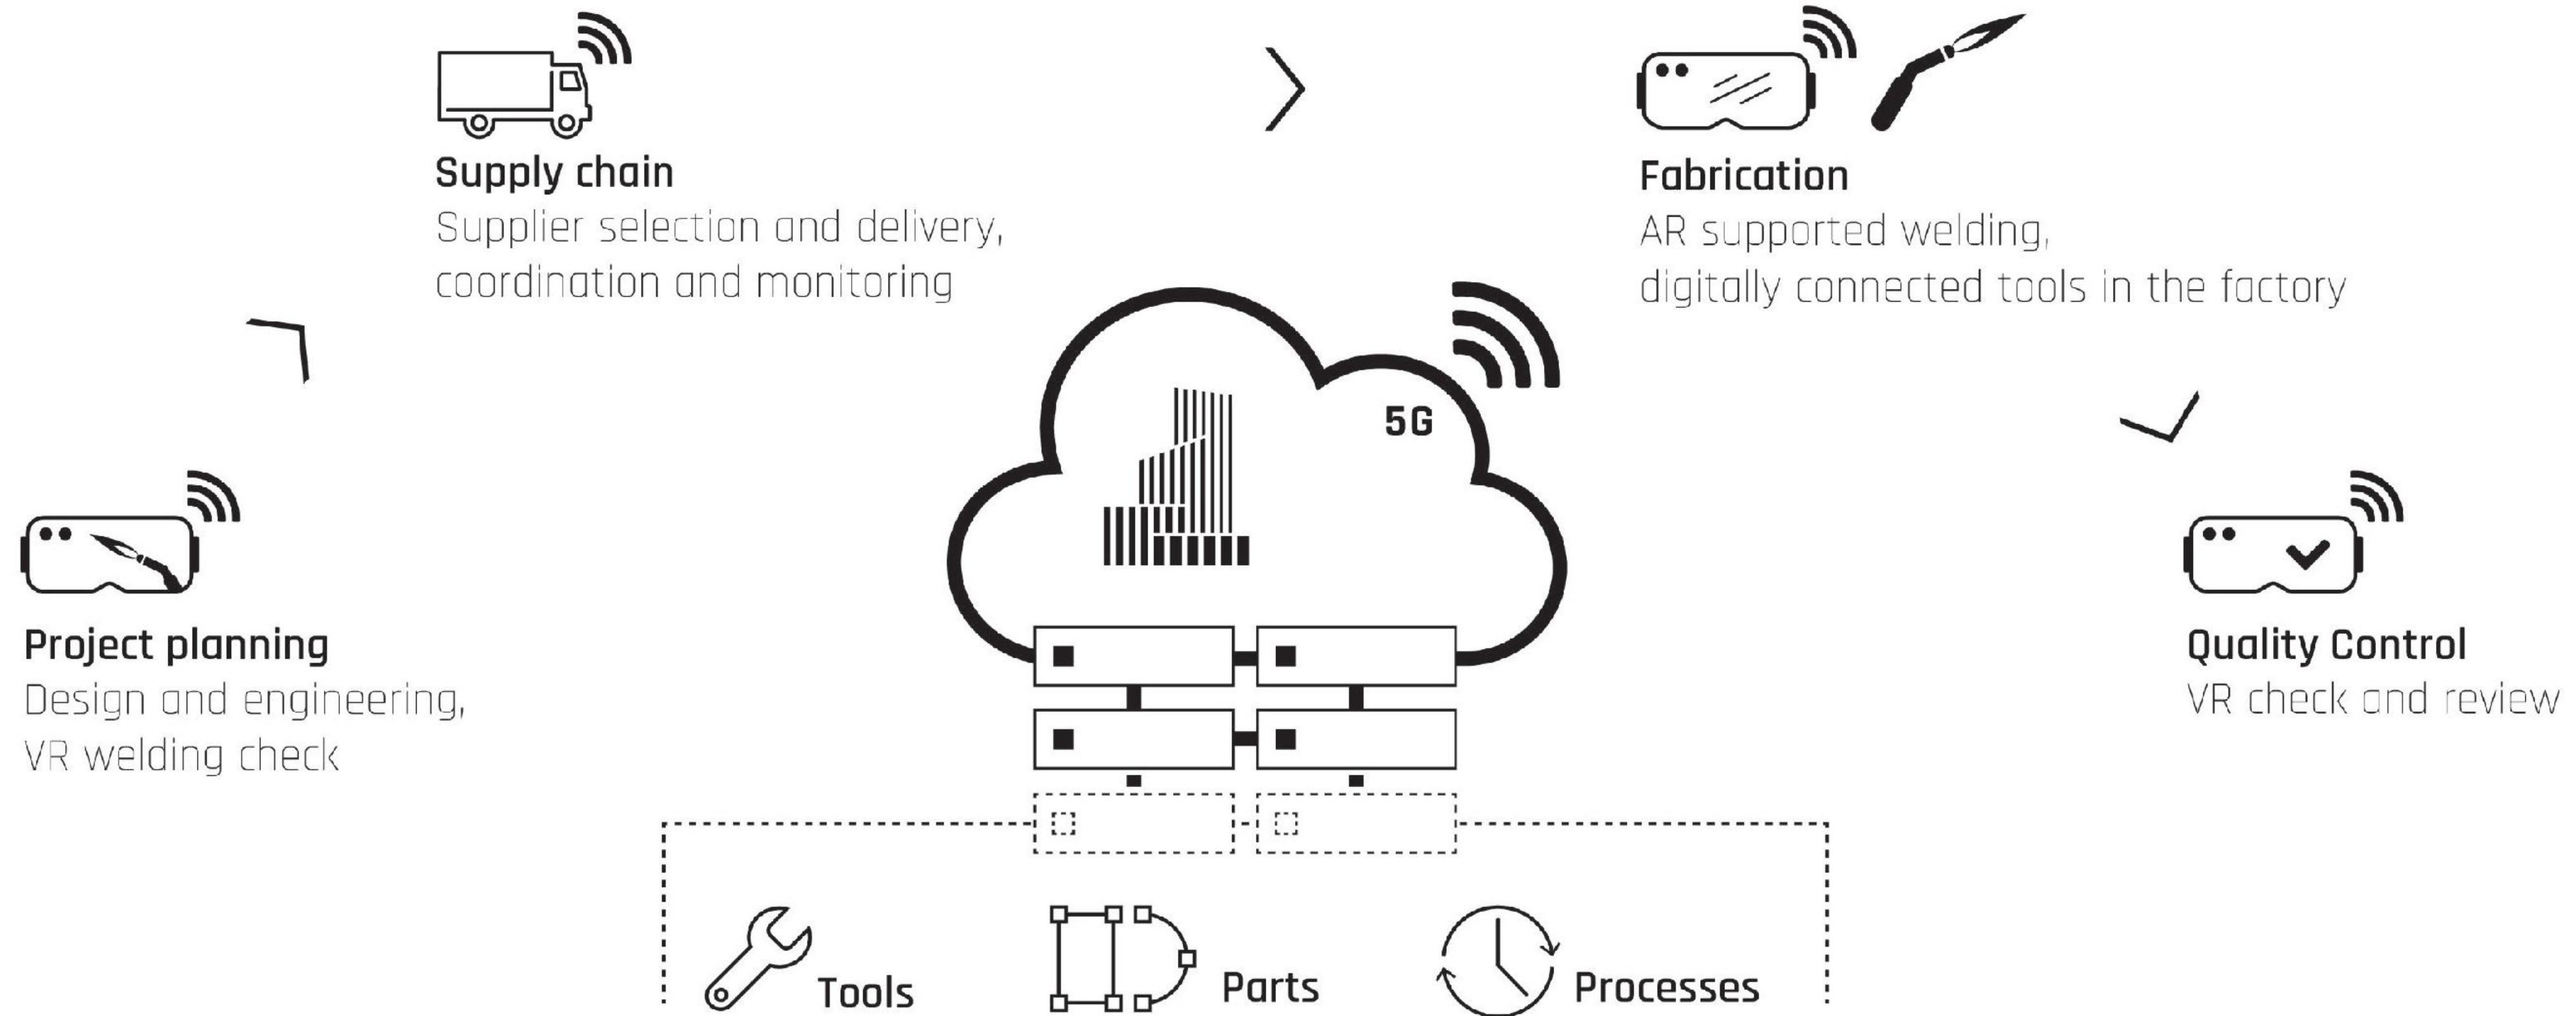 Supply chain
Supplier selection and delivery,
coordination and monitoring
Fabrication
AR supported welding,
digitally connected tools in the factory
5G
Project planning
Design and engineering,
VR welding check
Quality Control
VR check and review
Tools
Parts
Processes